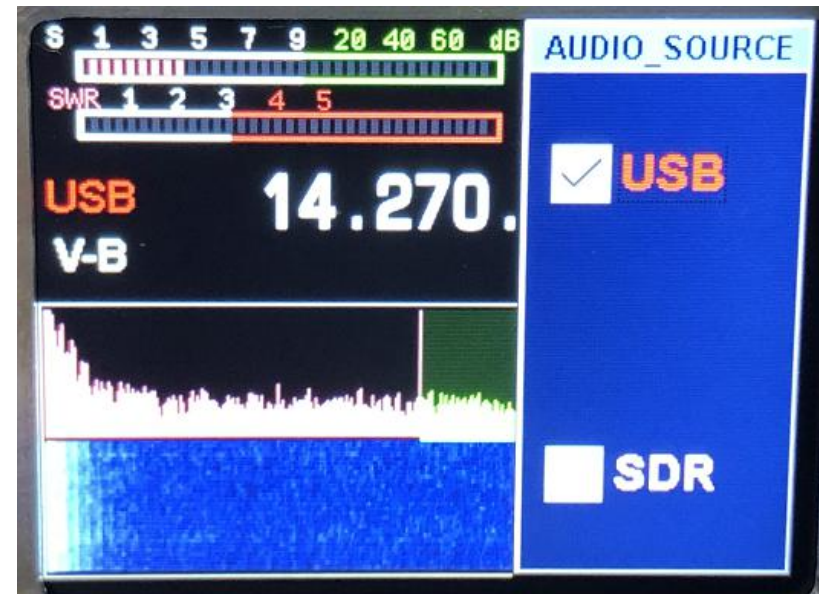 S 1 3 5 7 9 20 40 60 dB
SWR 1 2 3 4 5
USB 14.270.
V-B
AUDIO_SOURCE
USB
SDR